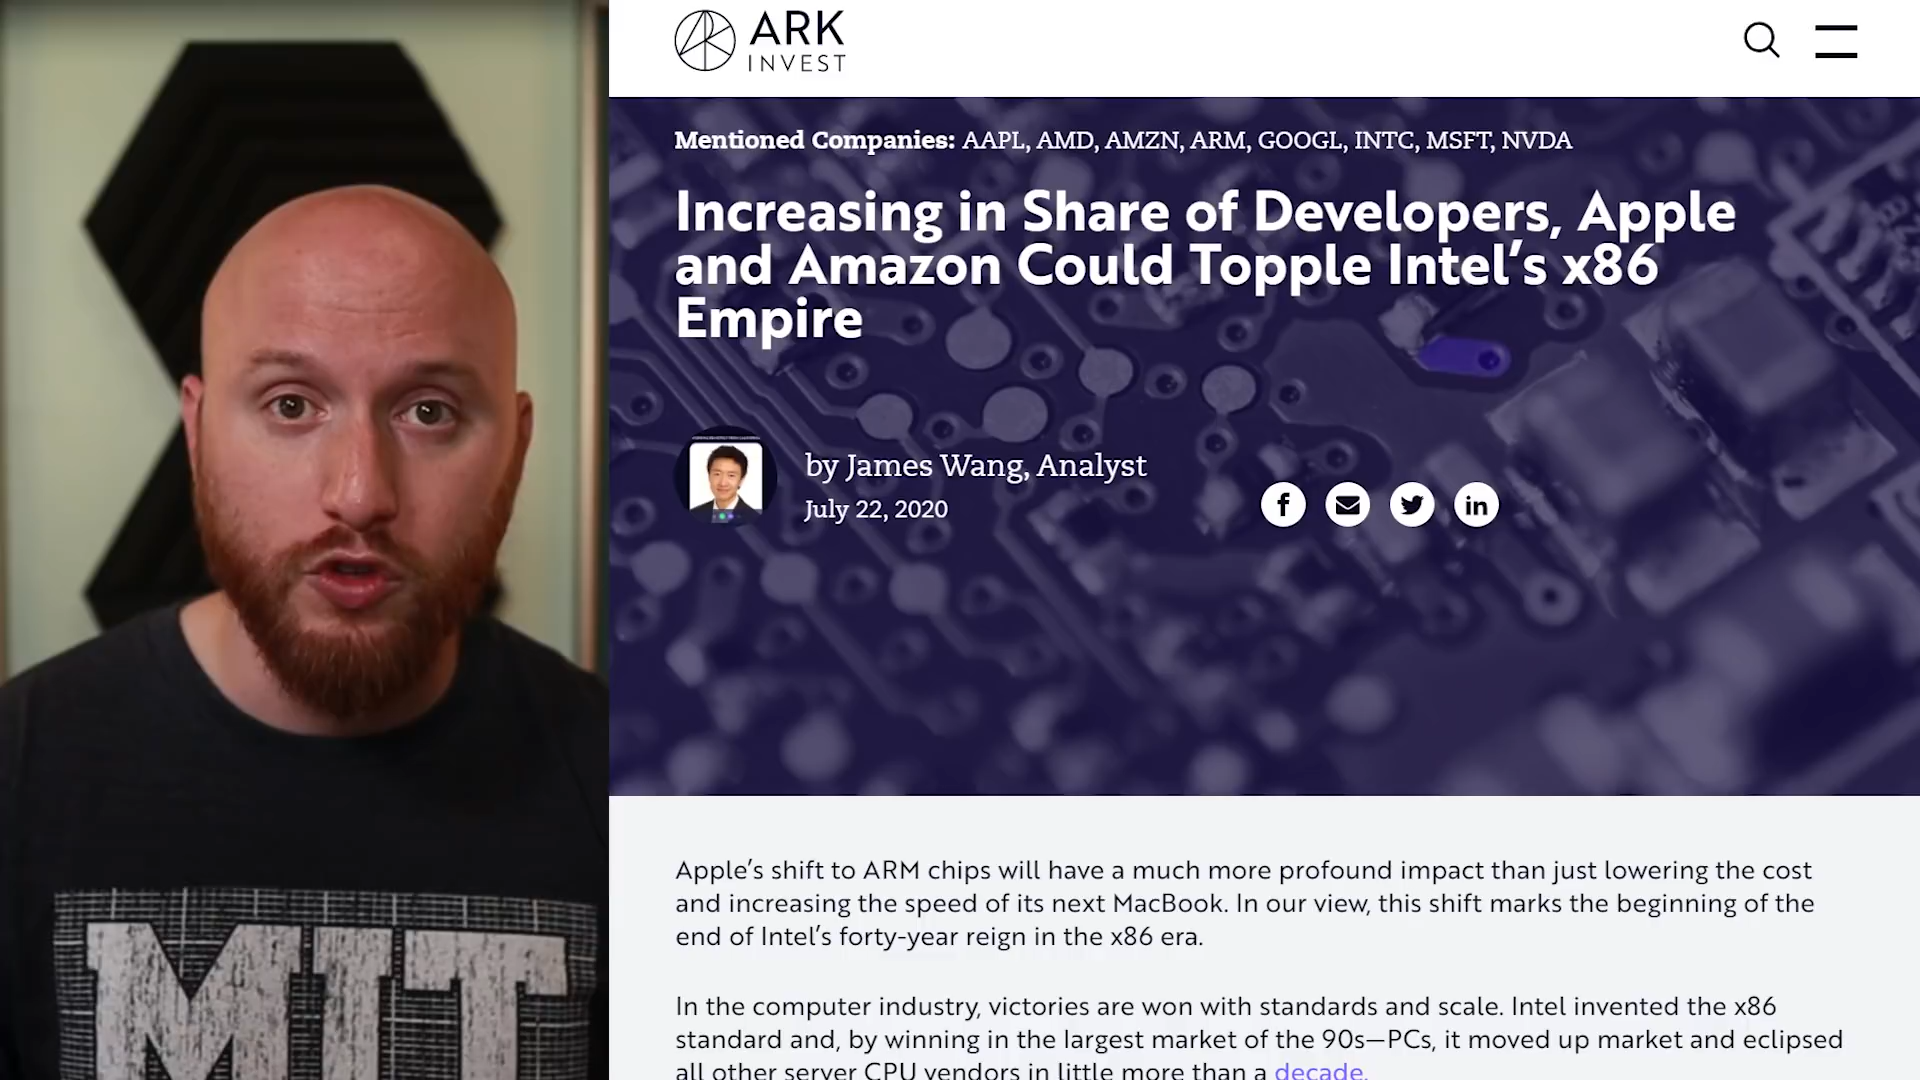 ARK
INVEST
Mentioned Companies: AAPL, AMD, AMZN, ARM, GOOGL, INTC, MSFT, NVDA
Increasing in Share of Developers, Apple
and Amazon Could Topple Intel’s x86
Empire
by James Wang, Analyst
July 22, 2020
f
in
Apple’s shift to ARM chips will have a much more profound impact than just lowering the cost
and increasing the speed of its next MacBook. In our view, this shift marks the beginning of the
end of Intel’s forty-year reign in the x86 era.
In the computer industry, victories are won with standards and scale. Intel invented the x86
standard and, by winning in the largest market of the 90s—PCs, it moved up market and eclipsed
all other server CPU vendors in little more than a decade.
MIT